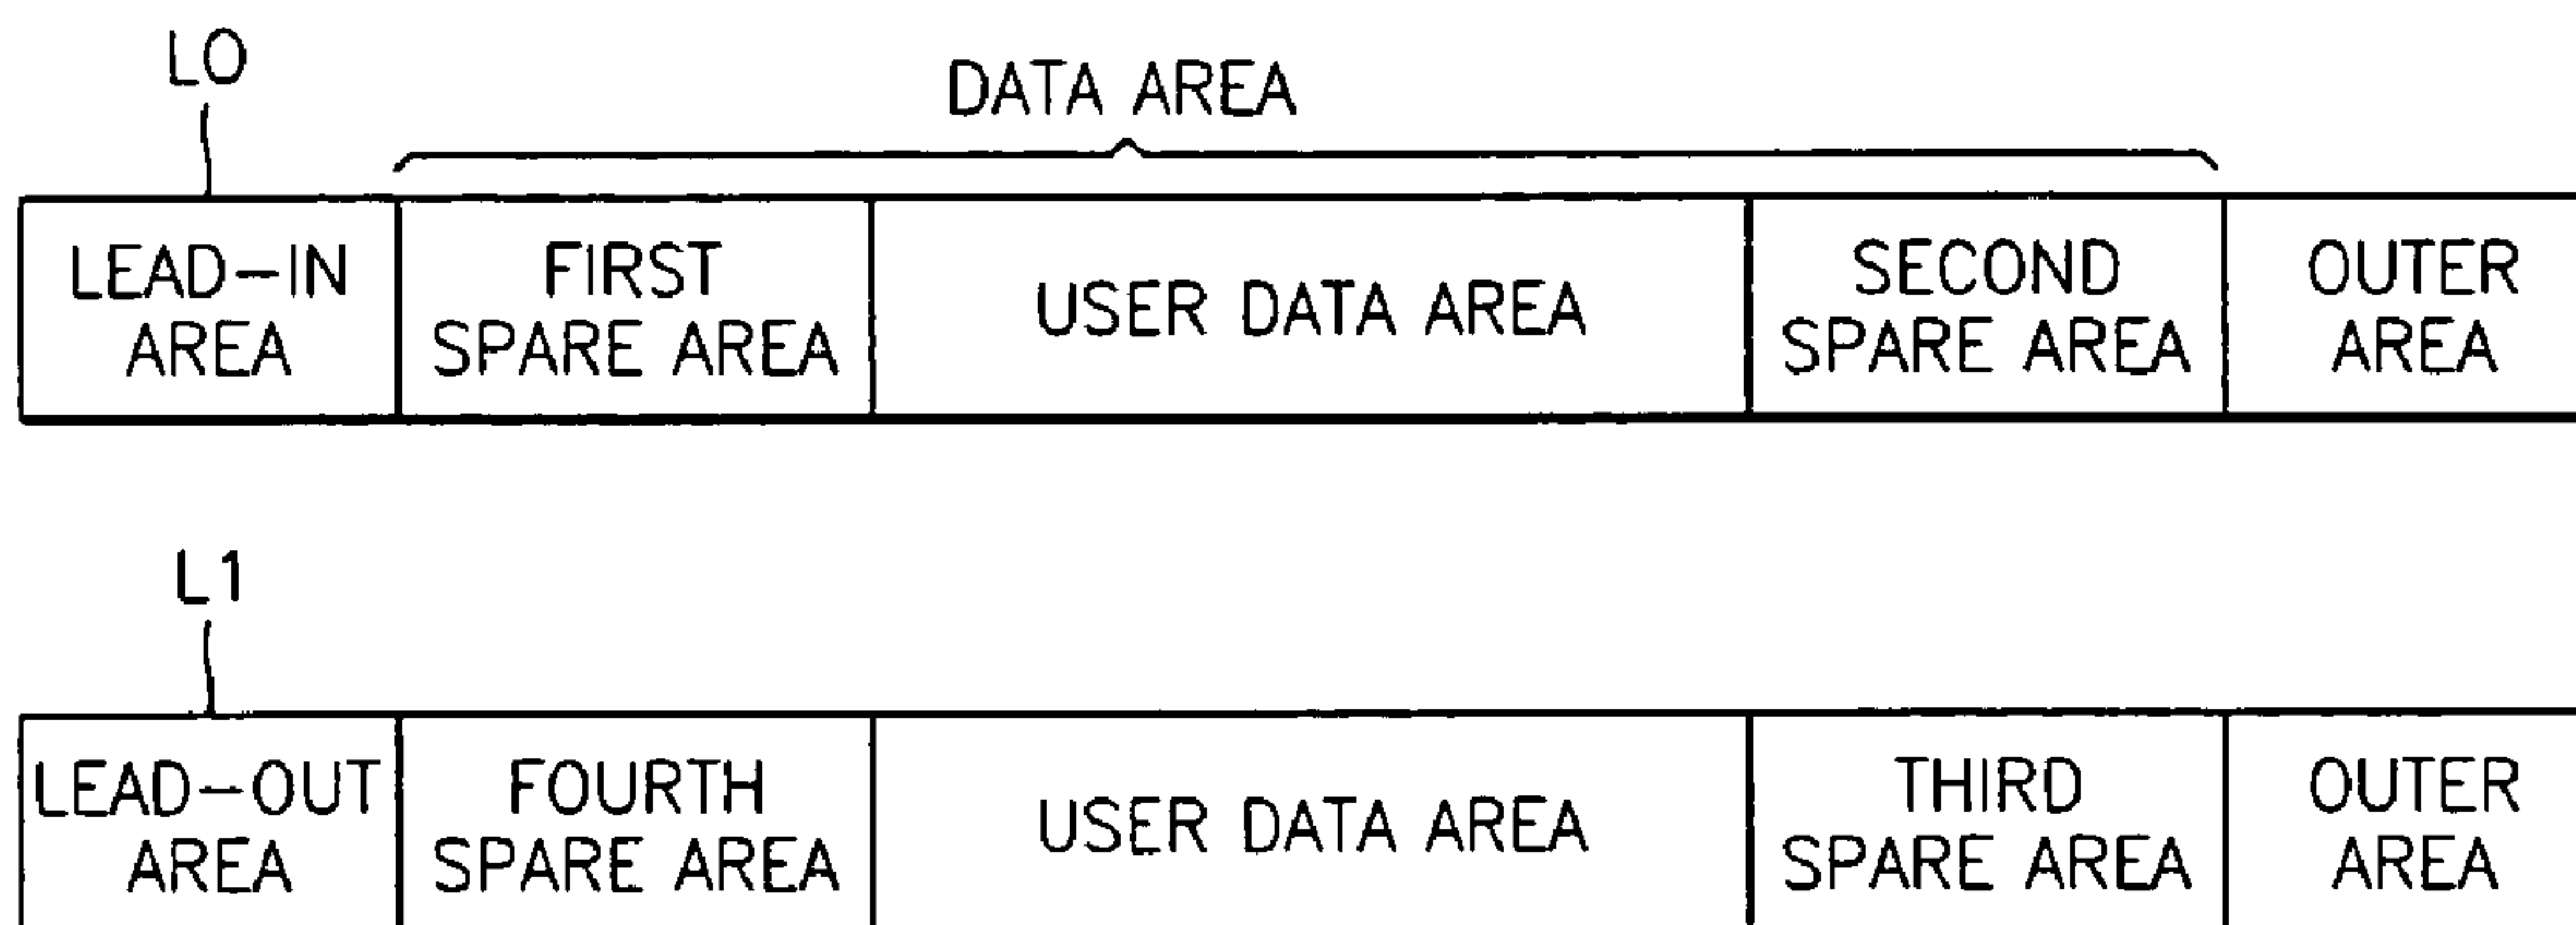 L0
DATA AREA
LEAD-IN
AREA
FIRST
SPARE AREA
USER DATA AREA
SECOND
SPARE AREA
OUTER
AREA
L1
LEAD-OUT
AREA
FOURTH
SPARE AREA
USER DATA AREA
THIRD
SPARE AREA
OUTER
AREA